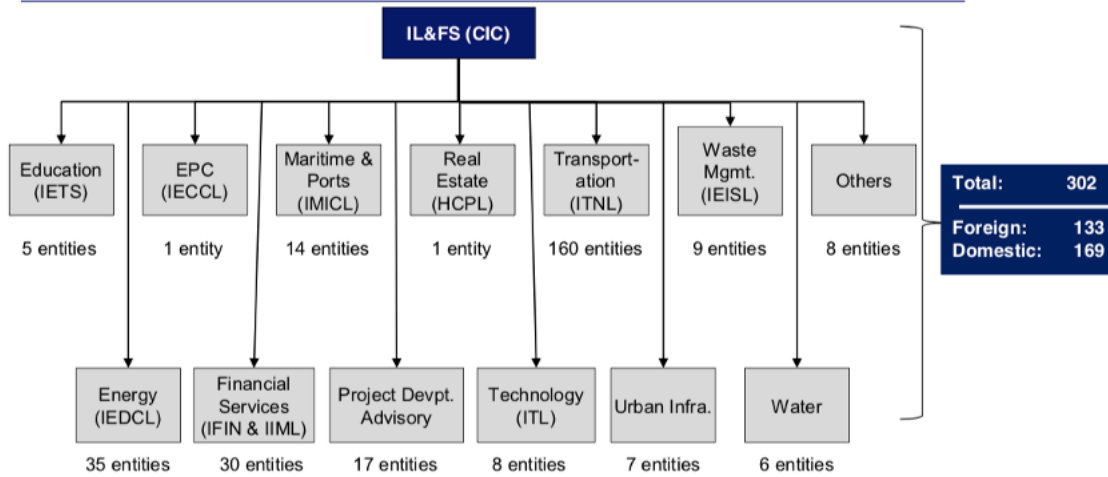 IL&FS (CIC)
Education
(IETS)
5 entities
EPC
(IECCL)
1 entity
Maritime &
Ports
(IMICL)
14 entities
Real
Estate
(HCPL)
1 entity
Transport-
ation
(ITNL)
160 entities
Waste
Mgmt.
(IEISL)
9 entities
Others
8 entities
Total: 302
Foreign: 133
Domestic: 169
Energy
(IEDCL)
35 entities
Financial
Services
(IFIN & IIML)
30 entities
Project Devpt.
Advisory
17 entities
Technology
(ITL)
8 entities
Urban Infra.
7 entities
Water
6 entities